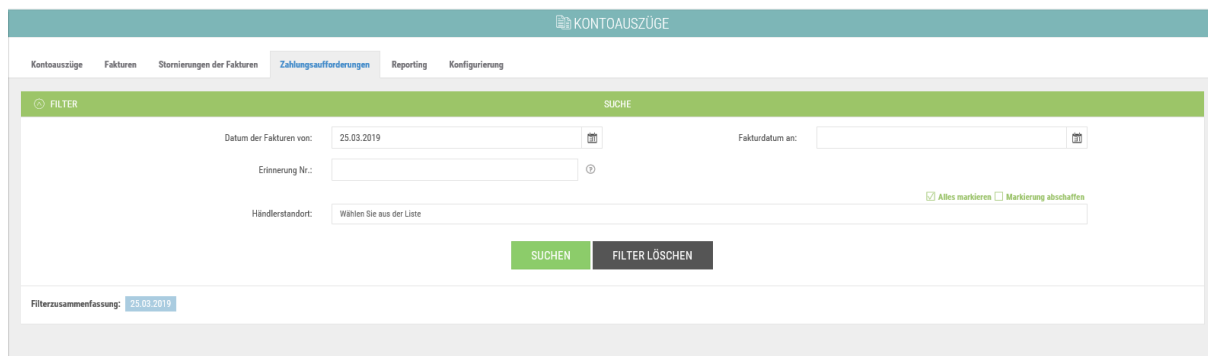 KONTOAUSZÜGE
Kontoauszüge Fakturen Stornierungen der Fakturen Zahlungsaufforderungen Reporting Konfigurierung
FILTER SUCHE
Datum der Fakturen von: 25.03.2019 Fakturdatum an:
Erinnerung Nr.:
Alles markieren Markierung abschaffen
Händlerstandort: Wählen Sie aus der Liste
SUCHEN FILTER LÖSCHEN
Filterzusammenfassung: 25.03.2019